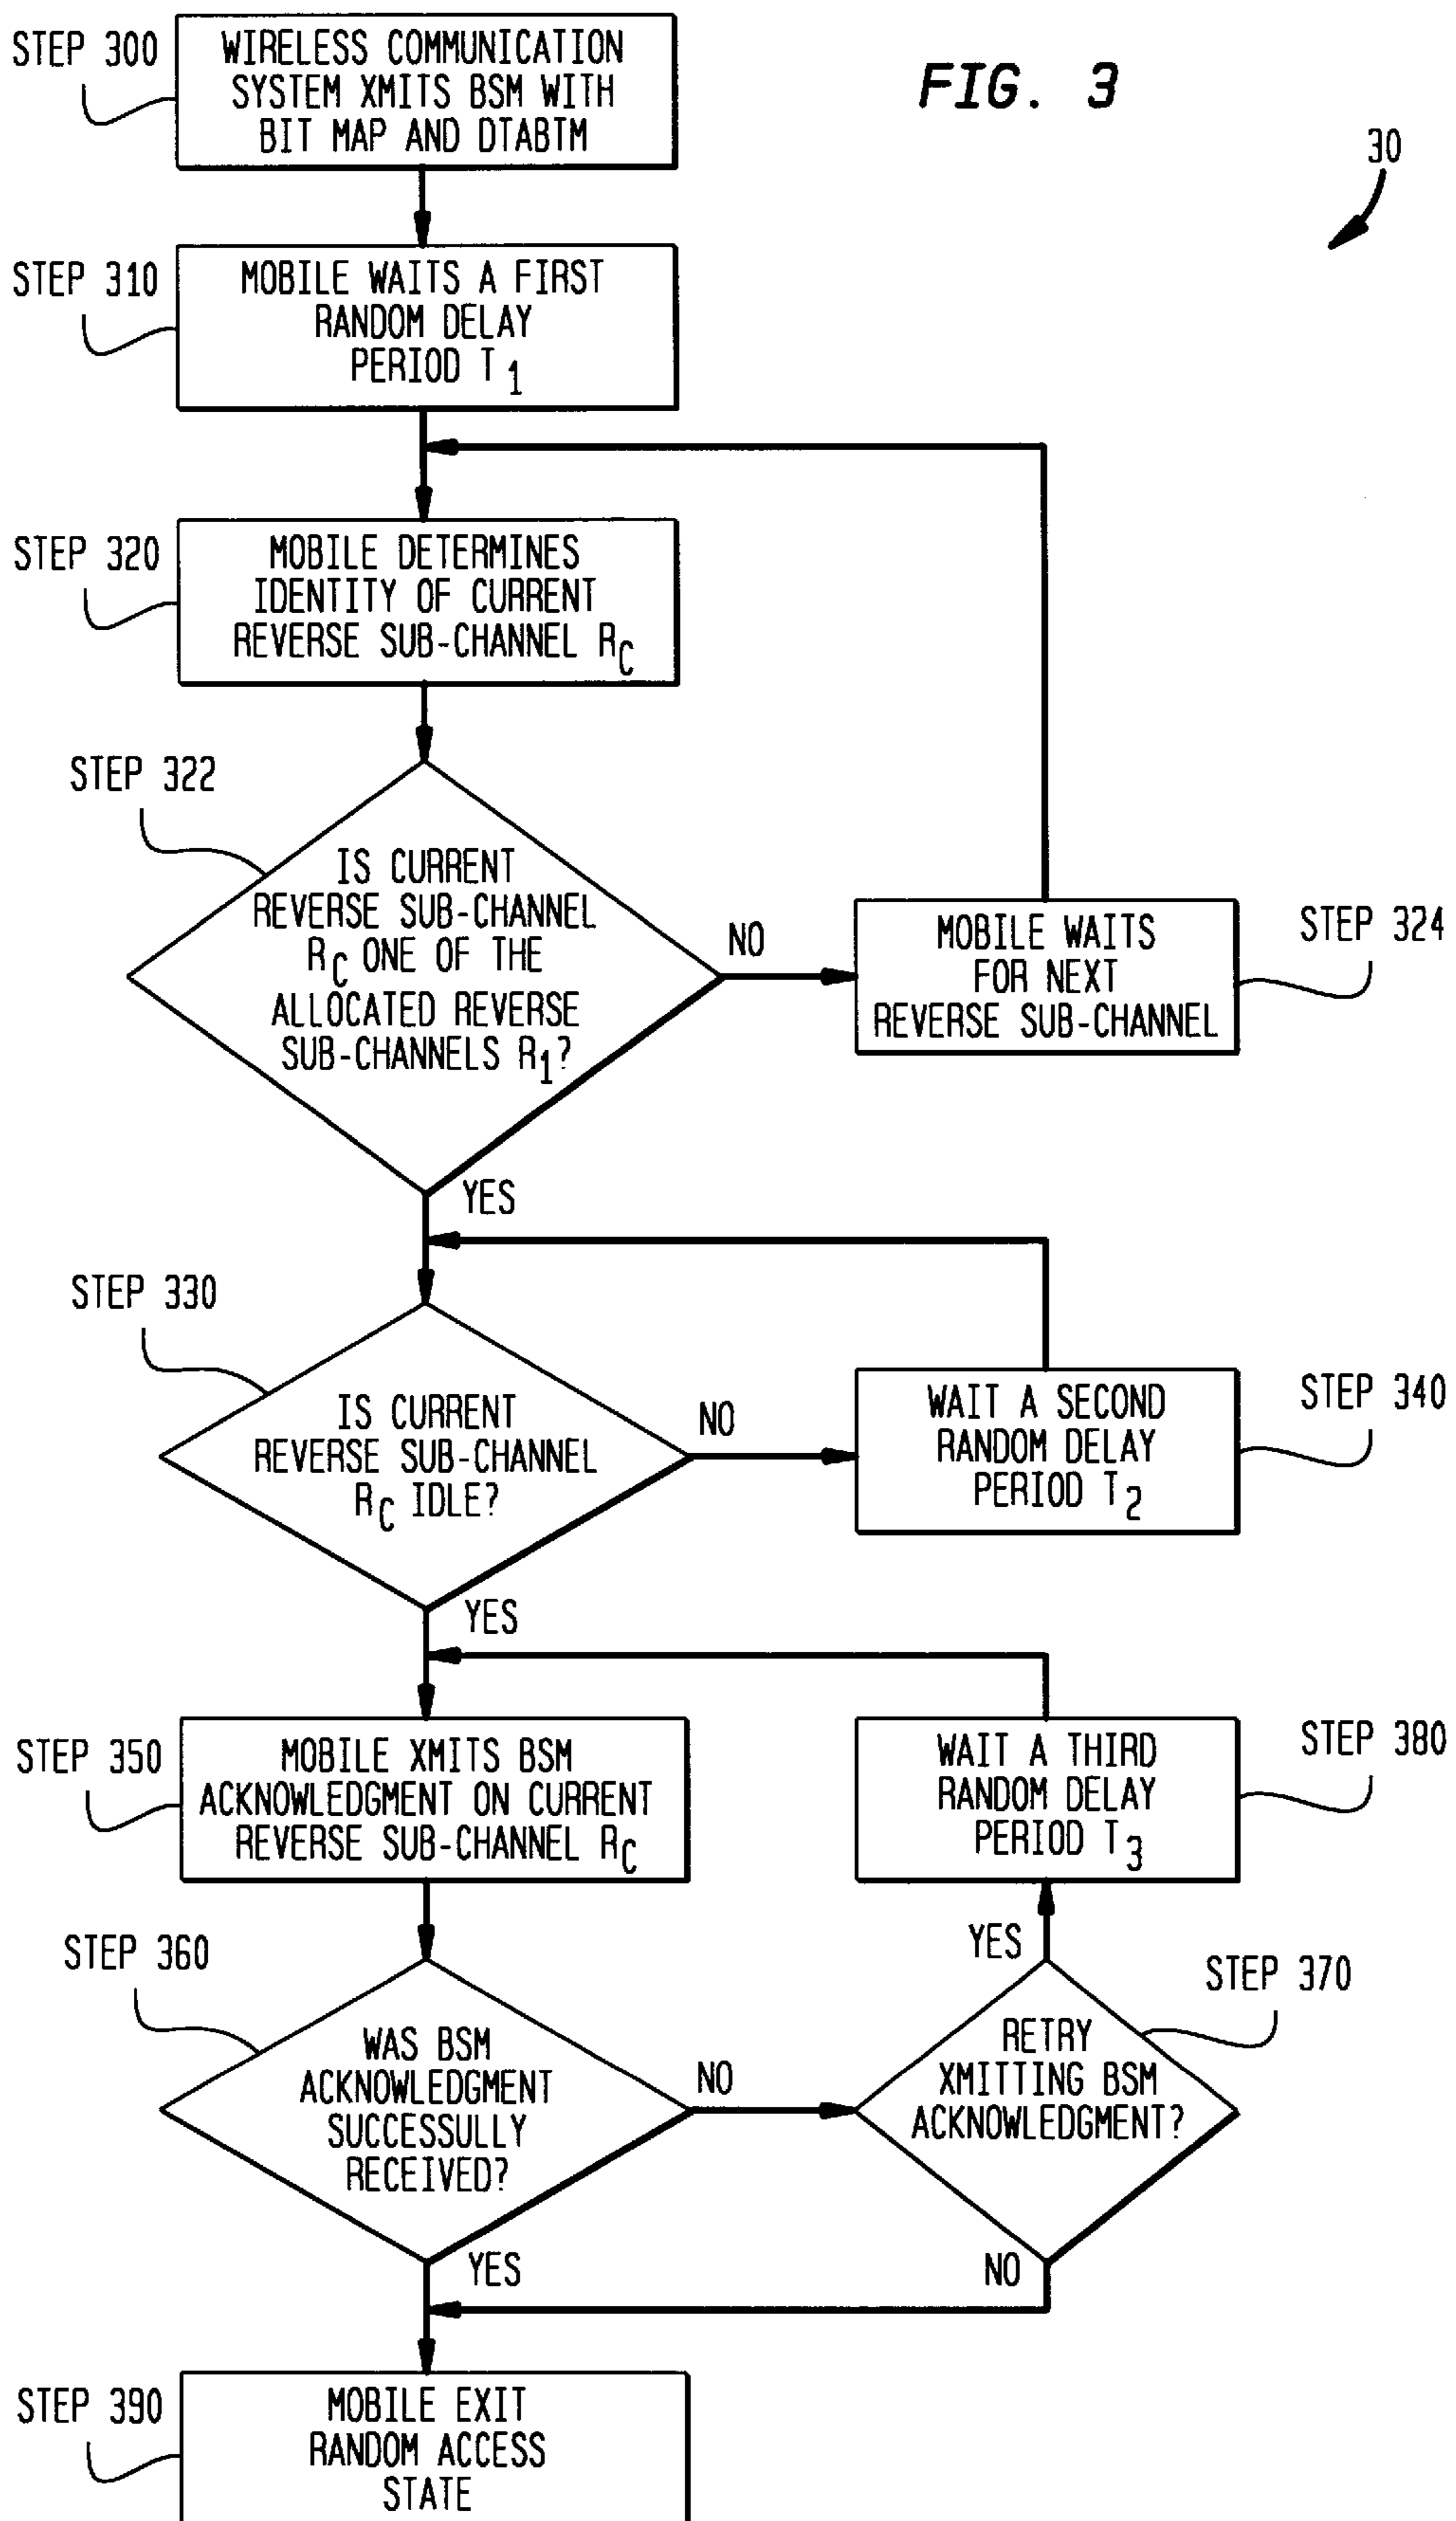 FIG. 3
30
STEP 300
WIRELESS COMMUNICATION
SYSTEM XMITS BSM WITH
BIT MAP AND DTABTM
STEP 310
MOBILE WAITS A FIRST
RANDOM DELAY
PERIOD T1
STEP 320
MOBILE DETERMINES
IDENTITY OF CURRENT
REVERSE SUB-CHANNEL RC
STEP 322
IS CURRENT
REVERSE SUB-CHANNEL
RC ONE OF THE
ALLOCATED REVERSE
SUB-CHANNELS R1?
NO
STEP 324
MOBILE WAITS
FOR NEXT
REVERSE SUB-CHANNEL
YES
STEP 330
IS CURRENT
REVERSE SUB-CHANNEL
RC IDLE?
NO
STEP 340
WAIT A SECOND
RANDOM DELAY
PERIOD T2
YES
STEP 350
MOBILE XMITS BSM
ACKNOWLEDGMENT ON CURRENT
REVERSE SUB-CHANNEL RC
STEP 380
WAIT A THIRD
RANDOM DELAY
PERIOD T3
YES
STEP 360
WAS BSM
ACKNOWLEDGMENT
SUCCESSULLY
RECEIVED?
NO
STEP 370
RETRY
XMITTING BSM
ACKNOWLEDGMENT?
YES
NO
STEP 390
MOBILE EXIT
RANDOM ACCESS
STATE